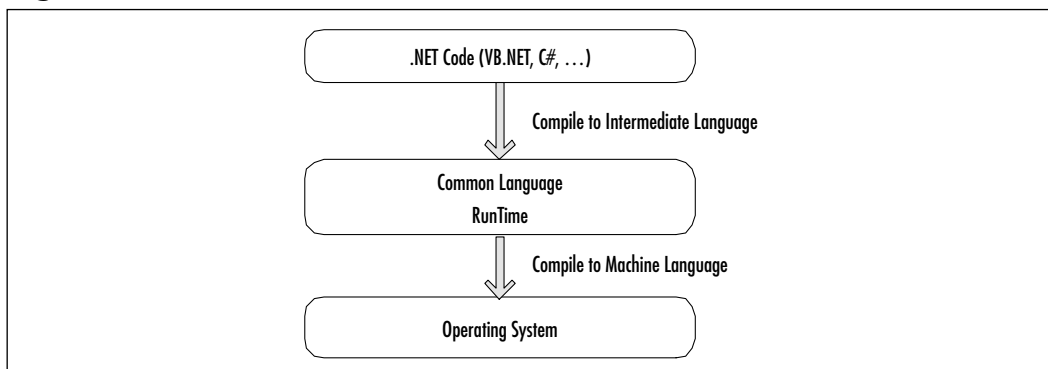 .NET Code (VB.NET, C#, …)
Compile to Intermediate Language
Common Language
RunTime
Compile to Machine Language
Operating System